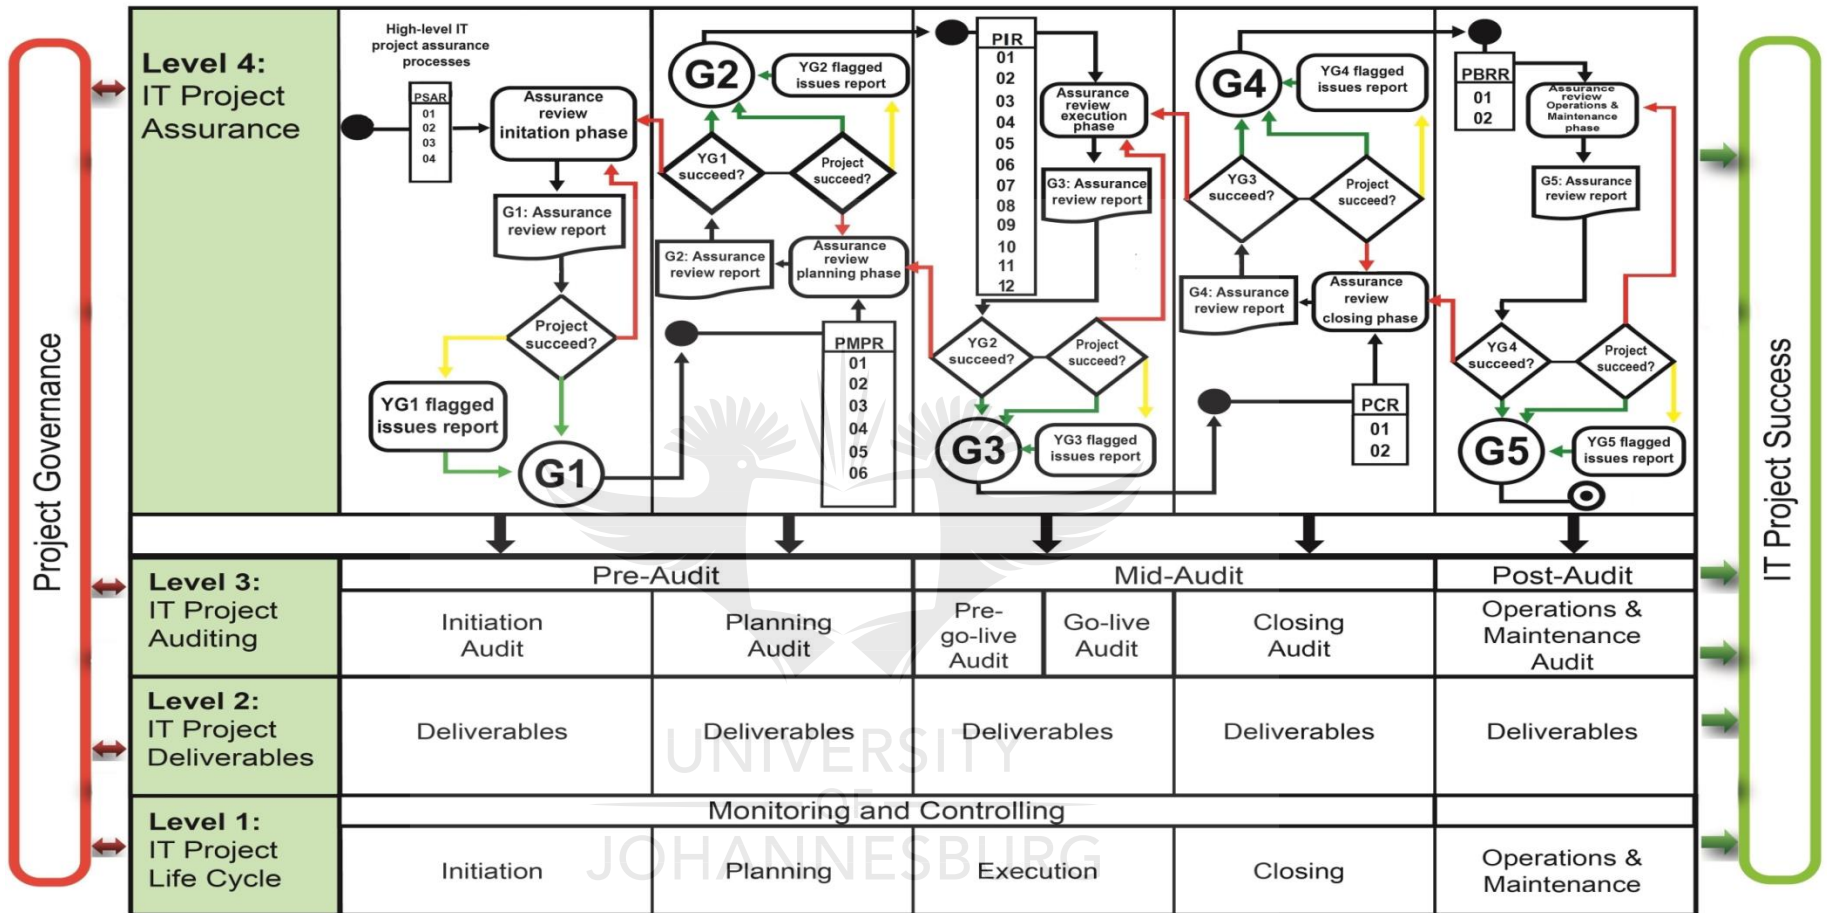 Project Governance
Level 4:
IT Project
Assurance
High-level IT
project assurance
processes
PSAR
01
02
03
04
Assurance
review
initation phase
G1: Assurance
review report
Project
succeed?
YG1 flagged
issues report
G1
G2
YG2 flagged
issues report
YG1
succeed?
Project
succeed?
G2: Assurance
review report
Assurance
review
planning phase
PMPR
01
02
03
04
05
06
PIR
01
02
03
04
05
06
07
08
09
10
11
12
Assurance
review
execution
phase
G3: Assurance
review report
YG2
succeed?
Project
succeed?
G3
YG3 flagged
issues report
G4
YG4 flagged
issues report
YG3
succeed?
Project
succeed?
G4: Assurance
review report
Assurance
review
closing phase
PCR
01
02
PBRR
01
02
Assurance
review
Operations &
Maintenance
phase
G5: Assurance
review report
YG4
succeed?
Project
succeed?
G5
YG5 flagged
issues report
Level 3:
IT Project
Auditing
Pre-Audit
Mid-Audit
Post-Audit
Initiation
Audit
Planning
Audit
Pre-
go-live
Audit
Go-live
Audit
Closing
Audit
Operations &
Maintenance
Audit
Level 2:
IT Project
Deliverables
Deliverables
Deliverables
Deliverables
Deliverables
Deliverables
UNIVERSITY
OF
JOHANNESBURG
Level 1:
IT Project
Life Cycle
Monitoring and Controlling
Initiation
Planning
Execution
Closing
Operations &
Maintenance
IT Project Success